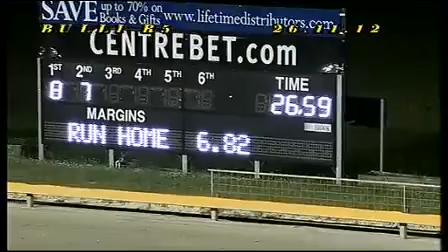 SAVE up to 70% on
Books & Gifts www.lifetimedistributors.com
BULLI R5 26.11.12
CENTREBET.com
1ST 2ND 3RD 4TH 5TH 6TH TIME
8 7 26.59
MARGINS
RUN HOME 6.82